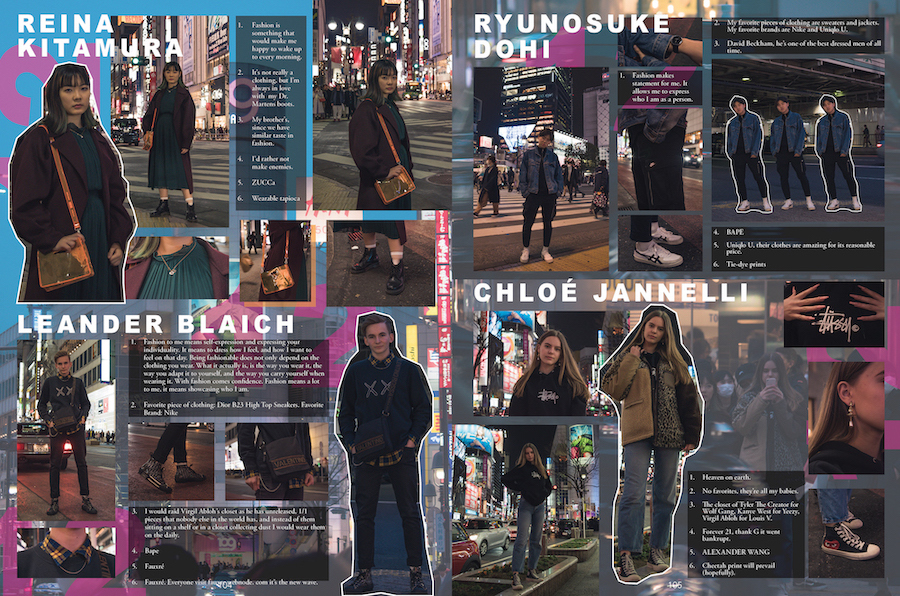 REINA
KITAMURA
1. Fashion is
something that
would make me
happy to wake up
to every morning.
2. It's not really a
clothing, but I'm
always in love
with my Dr.
Martens boots.
3. My brother's,
since we have
similar taste in
fashion.
4. I'd rather not
make enemies.
5. ZUCCa
6. Wearable tapioca
LEANDER BLAICH
1. Fashion to me means self-expression and expressing your
individuality. It means to dress how I feel, and how I want to
feel on that day. Being fashionable does not only depend on the
clothing you wear. What it actually is, is the way you wear it, the
way you adapt it to yourself, and the way you carry yourself when
wearing it. With fashion comes confidence. Fashion means a lot
to me, it means showcasing who I am.
2. Favorite piece of clothing: Dior B23 High Top Sneakers. Favorite
Brand: Nike
VALENTINO
3. I would raid Virgil Abloh's closet as he has unreleased, 1/1
pieces that nobody else in the world has, and instead of them
sitting on a shelf or in a closet collecting dust I would wear them
on the daily.
4. Bape
5. Fauxré
6. Fauxré. Everyone visit com it's the new wave.
104
RYUNOSUKE
DOHI
1. Fashion makes
statement for me. It
allows me to express
who I am as a person.
2. My favorite pieces of clothing are sweaters and jackets.
My favorite brands are Nike and Uniqlo U.
3. David Beckham, he's one of the best dressed men of all
time.
4. BAPE
5. Uniqlo U, their clothes are amazing for its reasonable
price.
6. Tie-dye prints
CHLOÉ JANNELLI
Stüssy
1. Heaven on earth.
2. No favorites, they're all my babies.
3. The closet of Tyler The Creator for
Wolf Gang, Kanye West for Yeezy,
Virgil Abloh for Louis V.
4. Forever 21, thank G it went
bankrupt.
5. ALEXANDER WANG
6. Cheetah print will prevail
(hopefully).
105